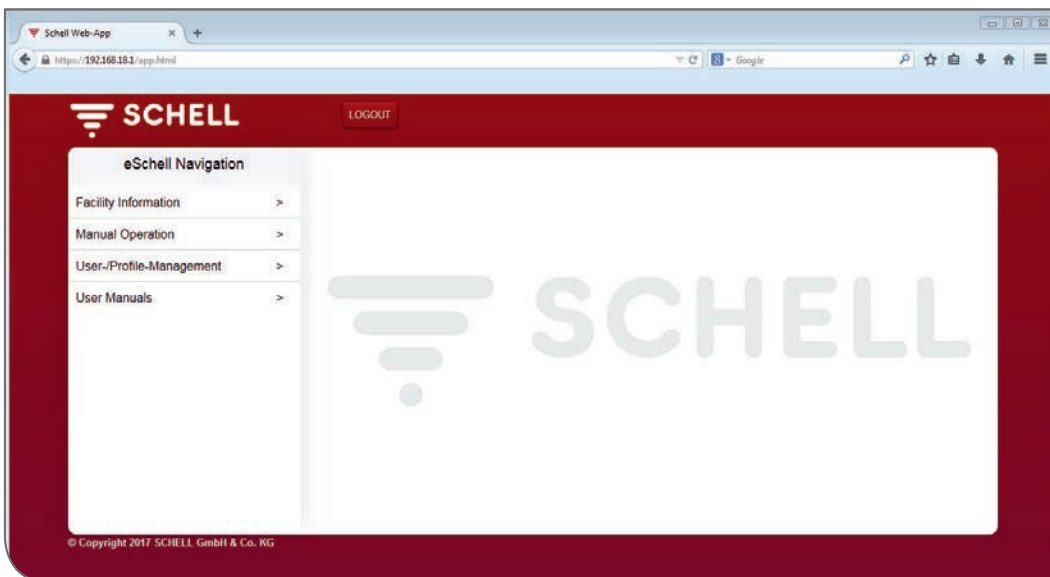 Schell Web-App
https://192.168.18.1/app.html
Google
SCHELL
LOGOUT
eSchell Navigation
Facility Information >
Manual Operation >
User-/Profile-Management >
User Manuals >
SCHELL
© Copyright 2017 SCHELL GmbH & Co. KG